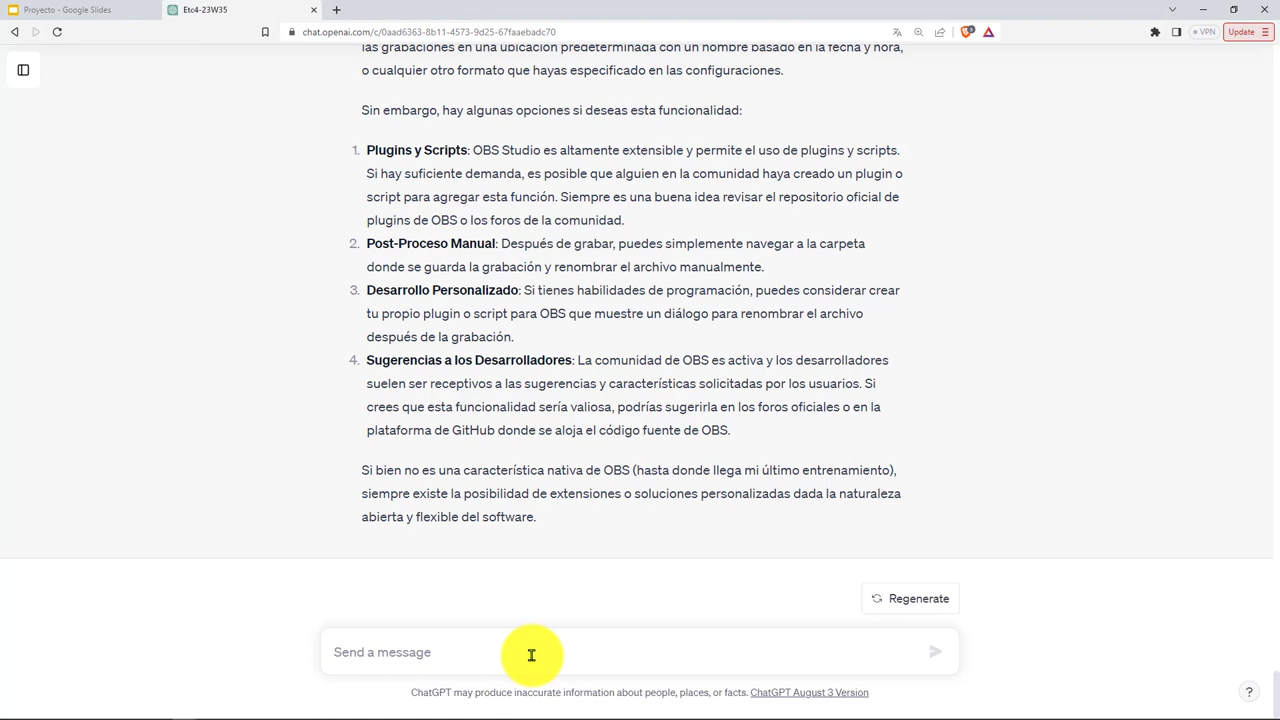 Proyecto - Google Slides
Etc4-23W35
chat.openai.com/c/0aad6363-8b11-4573-9d25-67faaebadc70
VPN
Update
las grabaciones en una ubicación predeterminada con un nombre basado en la fecha y hora,
o cualquier otro formato que hayas especificado en las configuraciones.
Sin embargo, hay algunas opciones si deseas esta funcionalidad:
1. Plugins y Scripts: OBS Studio es altamente extensible y permite el uso de plugins y scripts.
Si hay suficiente demanda, es posible que alguien en la comunidad haya creado un plugin o
script para agregar esta función. Siempre es una buena idea revisar el repositorio oficial de
plugins de OBS o los foros de la comunidad.
2. Post-Proceso Manual: Después de grabar, puedes simplemente navegar a la carpeta
donde se guarda la grabación y renombrar el archivo manualmente.
3. Desarrollo Personalizado: Si tienes habilidades de programación, puedes considerar crear
tu propio plugin o script para OBS que muestre un diálogo para renombrar el archivo
después de la grabación.
4. Sugerencias a los Desarrolladores: La comunidad de OBS es activa y los desarrolladores
suelen ser receptivos a las sugerencias y características solicitadas por los usuarios. Si
crees que esta funcionalidad sería valiosa, podrías sugerirla en los foros oficiales o en la
plataforma de GitHub donde se aloja el código fuente de OBS.
Si bien no es una característica nativa de OBS (hasta donde llega mi último entrenamiento),
siempre existe la posibilidad de extensiones o soluciones personalizadas dada la naturaleza
abierta y flexible del software.
Regenerate
Send a message
ChatGPT may produce inaccurate information about people, places, or facts. ChatGPT August 3 Version
?